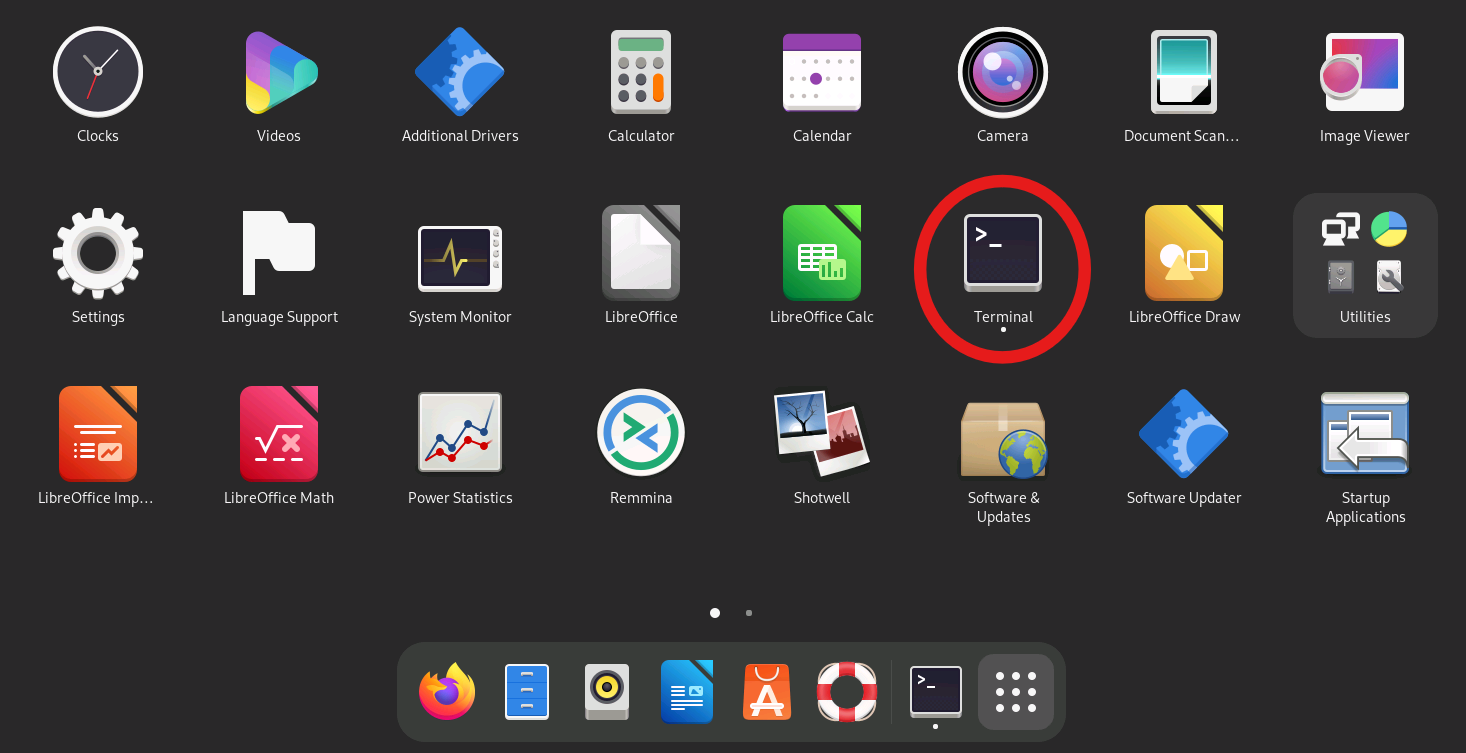 Clocks
Videos
Additional Drivers
Calculator
Calendar
Camera
Document Scan…
Image Viewer
Settings
Language Support
System Monitor
LibreOffice
LibreOffice Calc
>_
Terminal
LibreOffice Draw
Utilities
LibreOffice Imp…
LibreOffice Math
Power Statistics
Remmina
Shotwell
Software &
Updates
Software Updater
Startup
Applications
>_